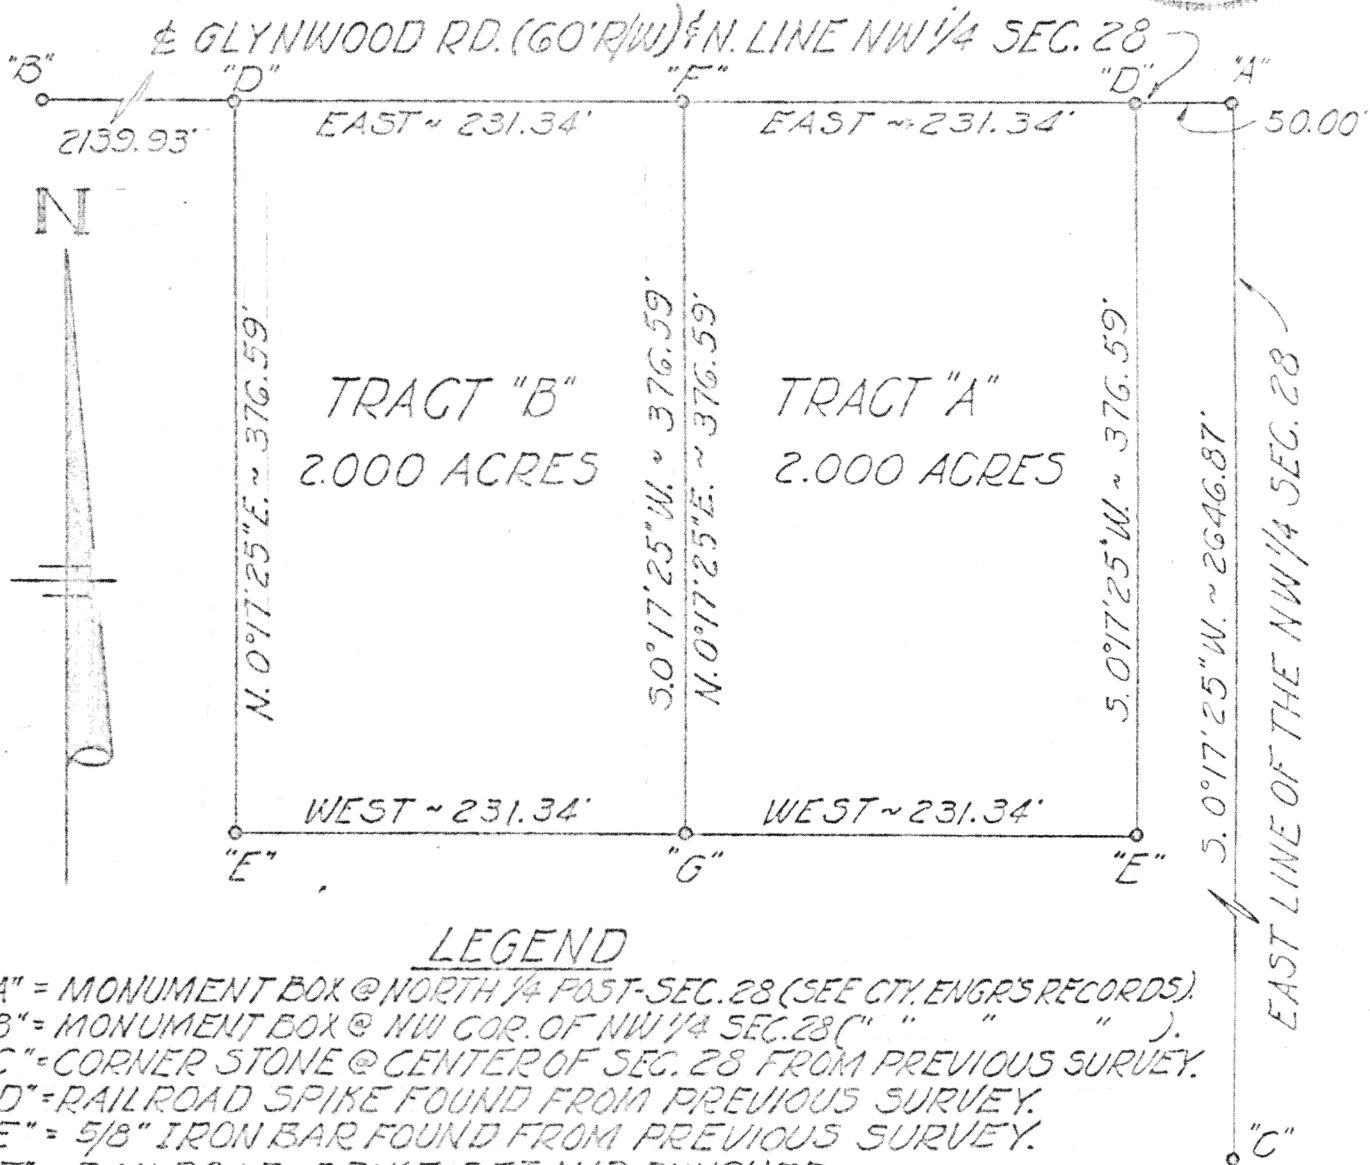 ℄ GLYNWOOD RD. (60' R/W) & N. LINE NW 1/4 SEC. 28
"B" "D" "F" "D" "A"
2139.93' EAST ~ 231.34' EAST ~ 231.34' 50.00'
N
N. 0°17'25"E. ~ 376.59'
TRACT "B"
2.000 ACRES
S. 0°17'25"W. ~ 376.59'
N. 0°17'25"E. ~ 376.59'
TRACT "A"
2.000 ACRES
S. 0°17'25"W. ~ 376.59'
S. 0°17'25"W. ~ 2646.87'
EAST LINE OF THE NW 1/4 SEC. 28
WEST ~ 231.34' WEST ~ 231.34'
"E" "G" "E"
LEGEND
A" = MONUMENT BOX @ NORTH 1/4 POST-SEC. 28 (SEE CTY. ENGR'S RECORDS).
B" = MONUMENT BOX @ NW COR. OF NW 1/4 SEC. 28 (" " " " ).
C" = CORNER STONE @ CENTER OF SEC. 28 FROM PREVIOUS SURVEY.
D" = RAILROAD SPIKE FOUND FROM PREVIOUS SURVEY.
E" = 5/8" IRON BAR FOUND FROM PREVIOUS SURVEY.
"C"